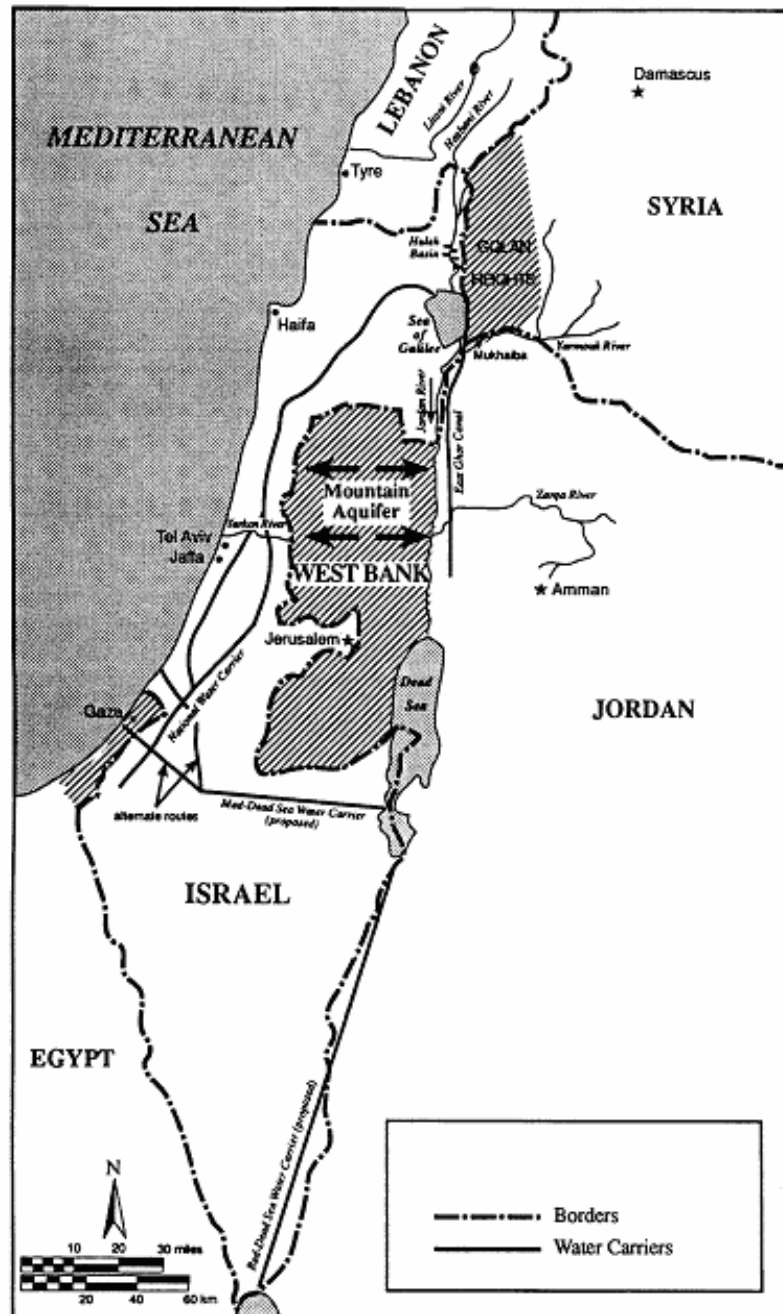 LEBANON
Litani River
Hasbani River
Damascus
MEDITERRANEAN
SEA
Tyre
SYRIA
Huleh
Basin
GOLAN
HEIGHTS
Haifa
Sea
of
Galilee
Mukhaiba
Yarmouk River
Jordan River
East Ghor Canal
Mountain
Aquifer
Zarqa River
Yarkon River
Tel Aviv
Jaffa
WEST BANK
Amman
Jerusalem
Dead
Sea
JORDAN
National Water Carrier
Gaza
alternate routes
Med-Dead Sea Water Carrier
(proposed)
ISRAEL
EGYPT
Red-Dead Sea Water Carrier (proposed)
N
10 20 30 miles
20 40 60 km
Borders
Water Carriers